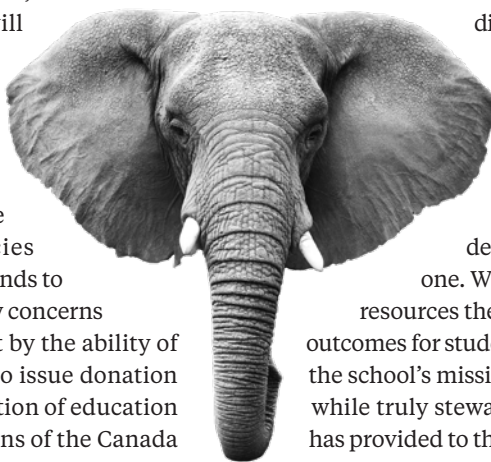 ill
e
cies
nds to
y concerns
t by the ability of
o issue donation
tion of education
ns of the Canada
di
de
one. W
resources the
outcomes for stude
the school's missi
while truly stewa
has provided to th